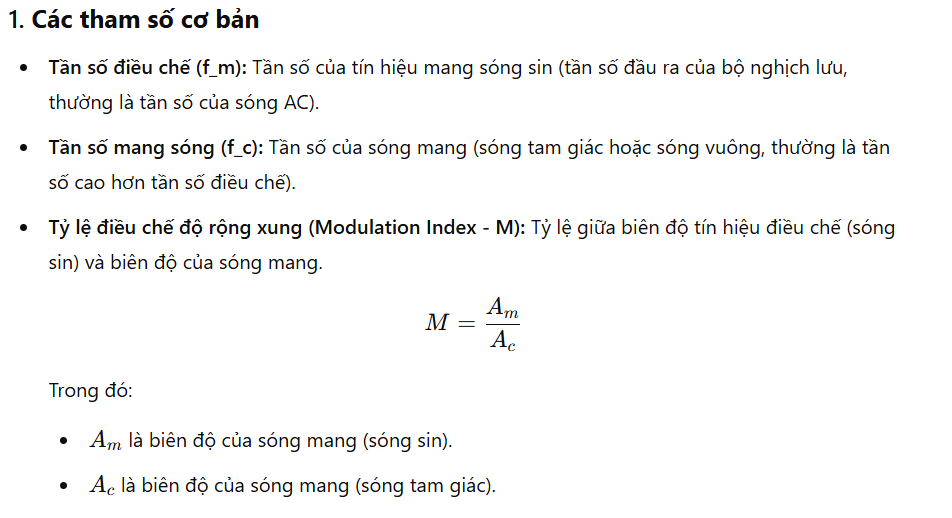 1. Các tham số cơ bản
• Tần số điều chế (f_m): Tần số của tín hiệu mang sóng sin (tần số đầu ra của bộ nghịch lưu,
thường là tần số của sóng AC).
• Tần số mang sóng (f_c): Tần số của sóng mang (sóng tam giác hoặc sóng vuông, thường là tần
số cao hơn tần số điều chế).
• Tỷ lệ điều chế độ rộng xung (Modulation Index - M): Tỷ lệ giữa biên độ tín hiệu điều chế (sóng
sin) và biên độ của sóng mang.
M = A_m / A_c
Trong đó:
• A_m là biên độ của sóng mang (sóng sin).
• A_c là biên độ của sóng mang (sóng tam giác).